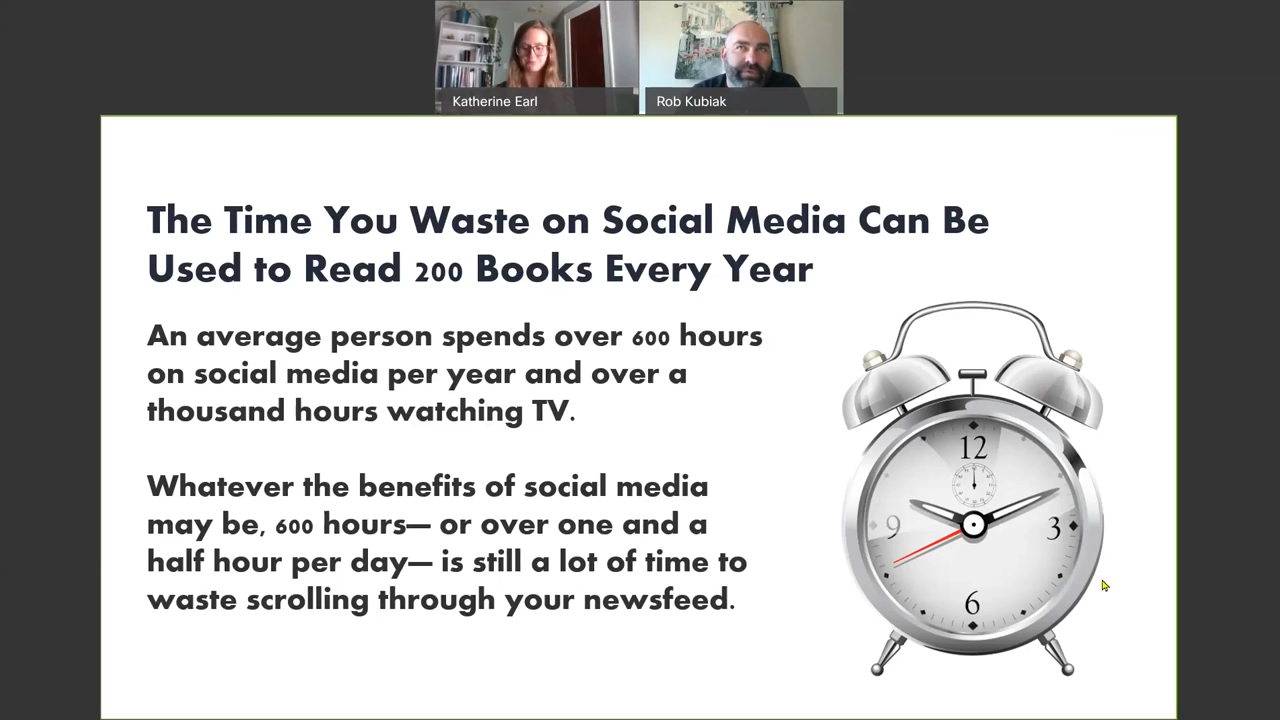 Katherine Earl
Rob Kubiak
The Time You Waste on Social Media Can Be
Used to Read 200 Books Every Year
An average person spends over 600 hours
on social media per year and over a
thousand hours watching TV.
Whatever the benefits of social media
may be, 600 hours— or over one and a
half hour per day— is still a lot of time to
waste scrolling through your newsfeed.
12
9
3
6